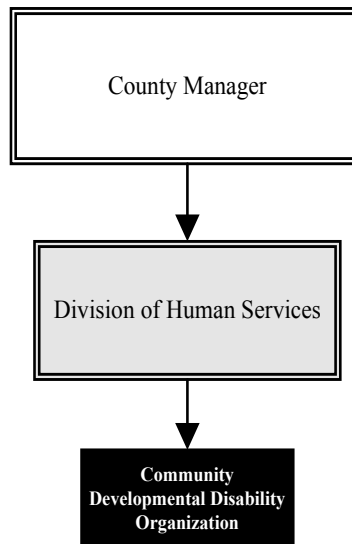 County Manager
Division of Human Services
Community
Developmental Disability
Organization